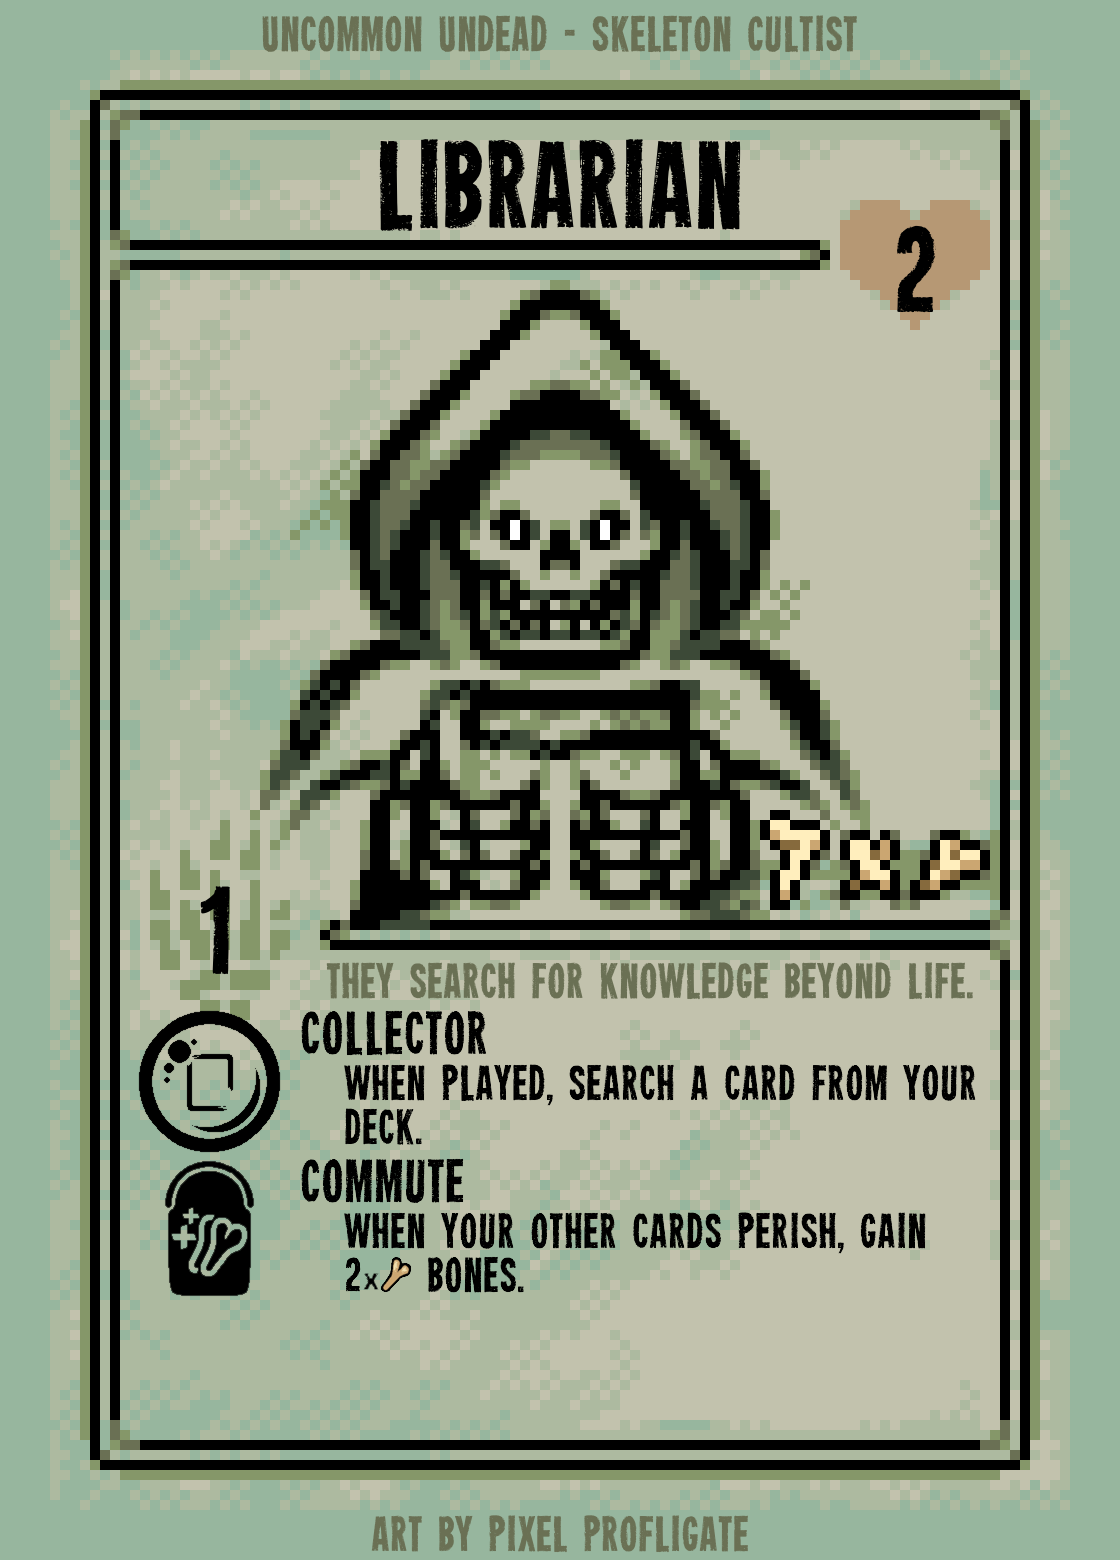 UNCOMMON UNDEAD - SKELETON CULTIST
LIBRARIAN
2
7 x
1
THEY SEARCH FOR KNOWLEDGE BEYOND LIFE.
COLLECTOR
WHEN PLAYED, SEARCH A CARD FROM YOUR
DECK.
COMMUTE
WHEN YOUR OTHER CARDS PERISH, GAIN
2x BONES.
ART BY PIXEL PROFLIGATE